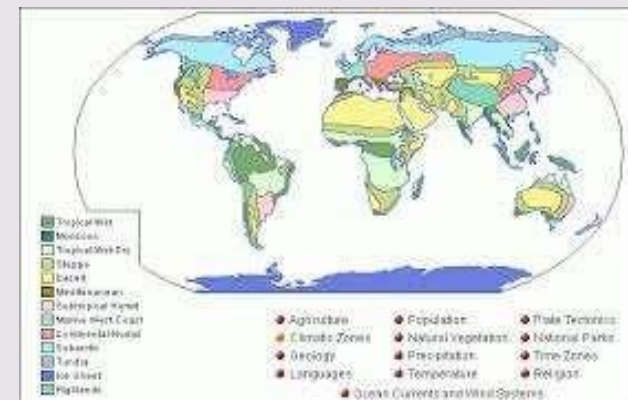 Tropical Wet
Monsoon
Tropical Wet Dry
Steppe
Desert
Mediterranean
Subtropical Humid
Marine West Coast
Continental Humid
Subarctic
Tundra
Ice Sheet
Highlands
Agriculture
Climatic Zones
Geology
Languages
Population
Natural Vegetation
Precipitation
Temperature
Plate Tectonics
National Parks
Time Zones
Religion
Ocean Currents and Wind Systems